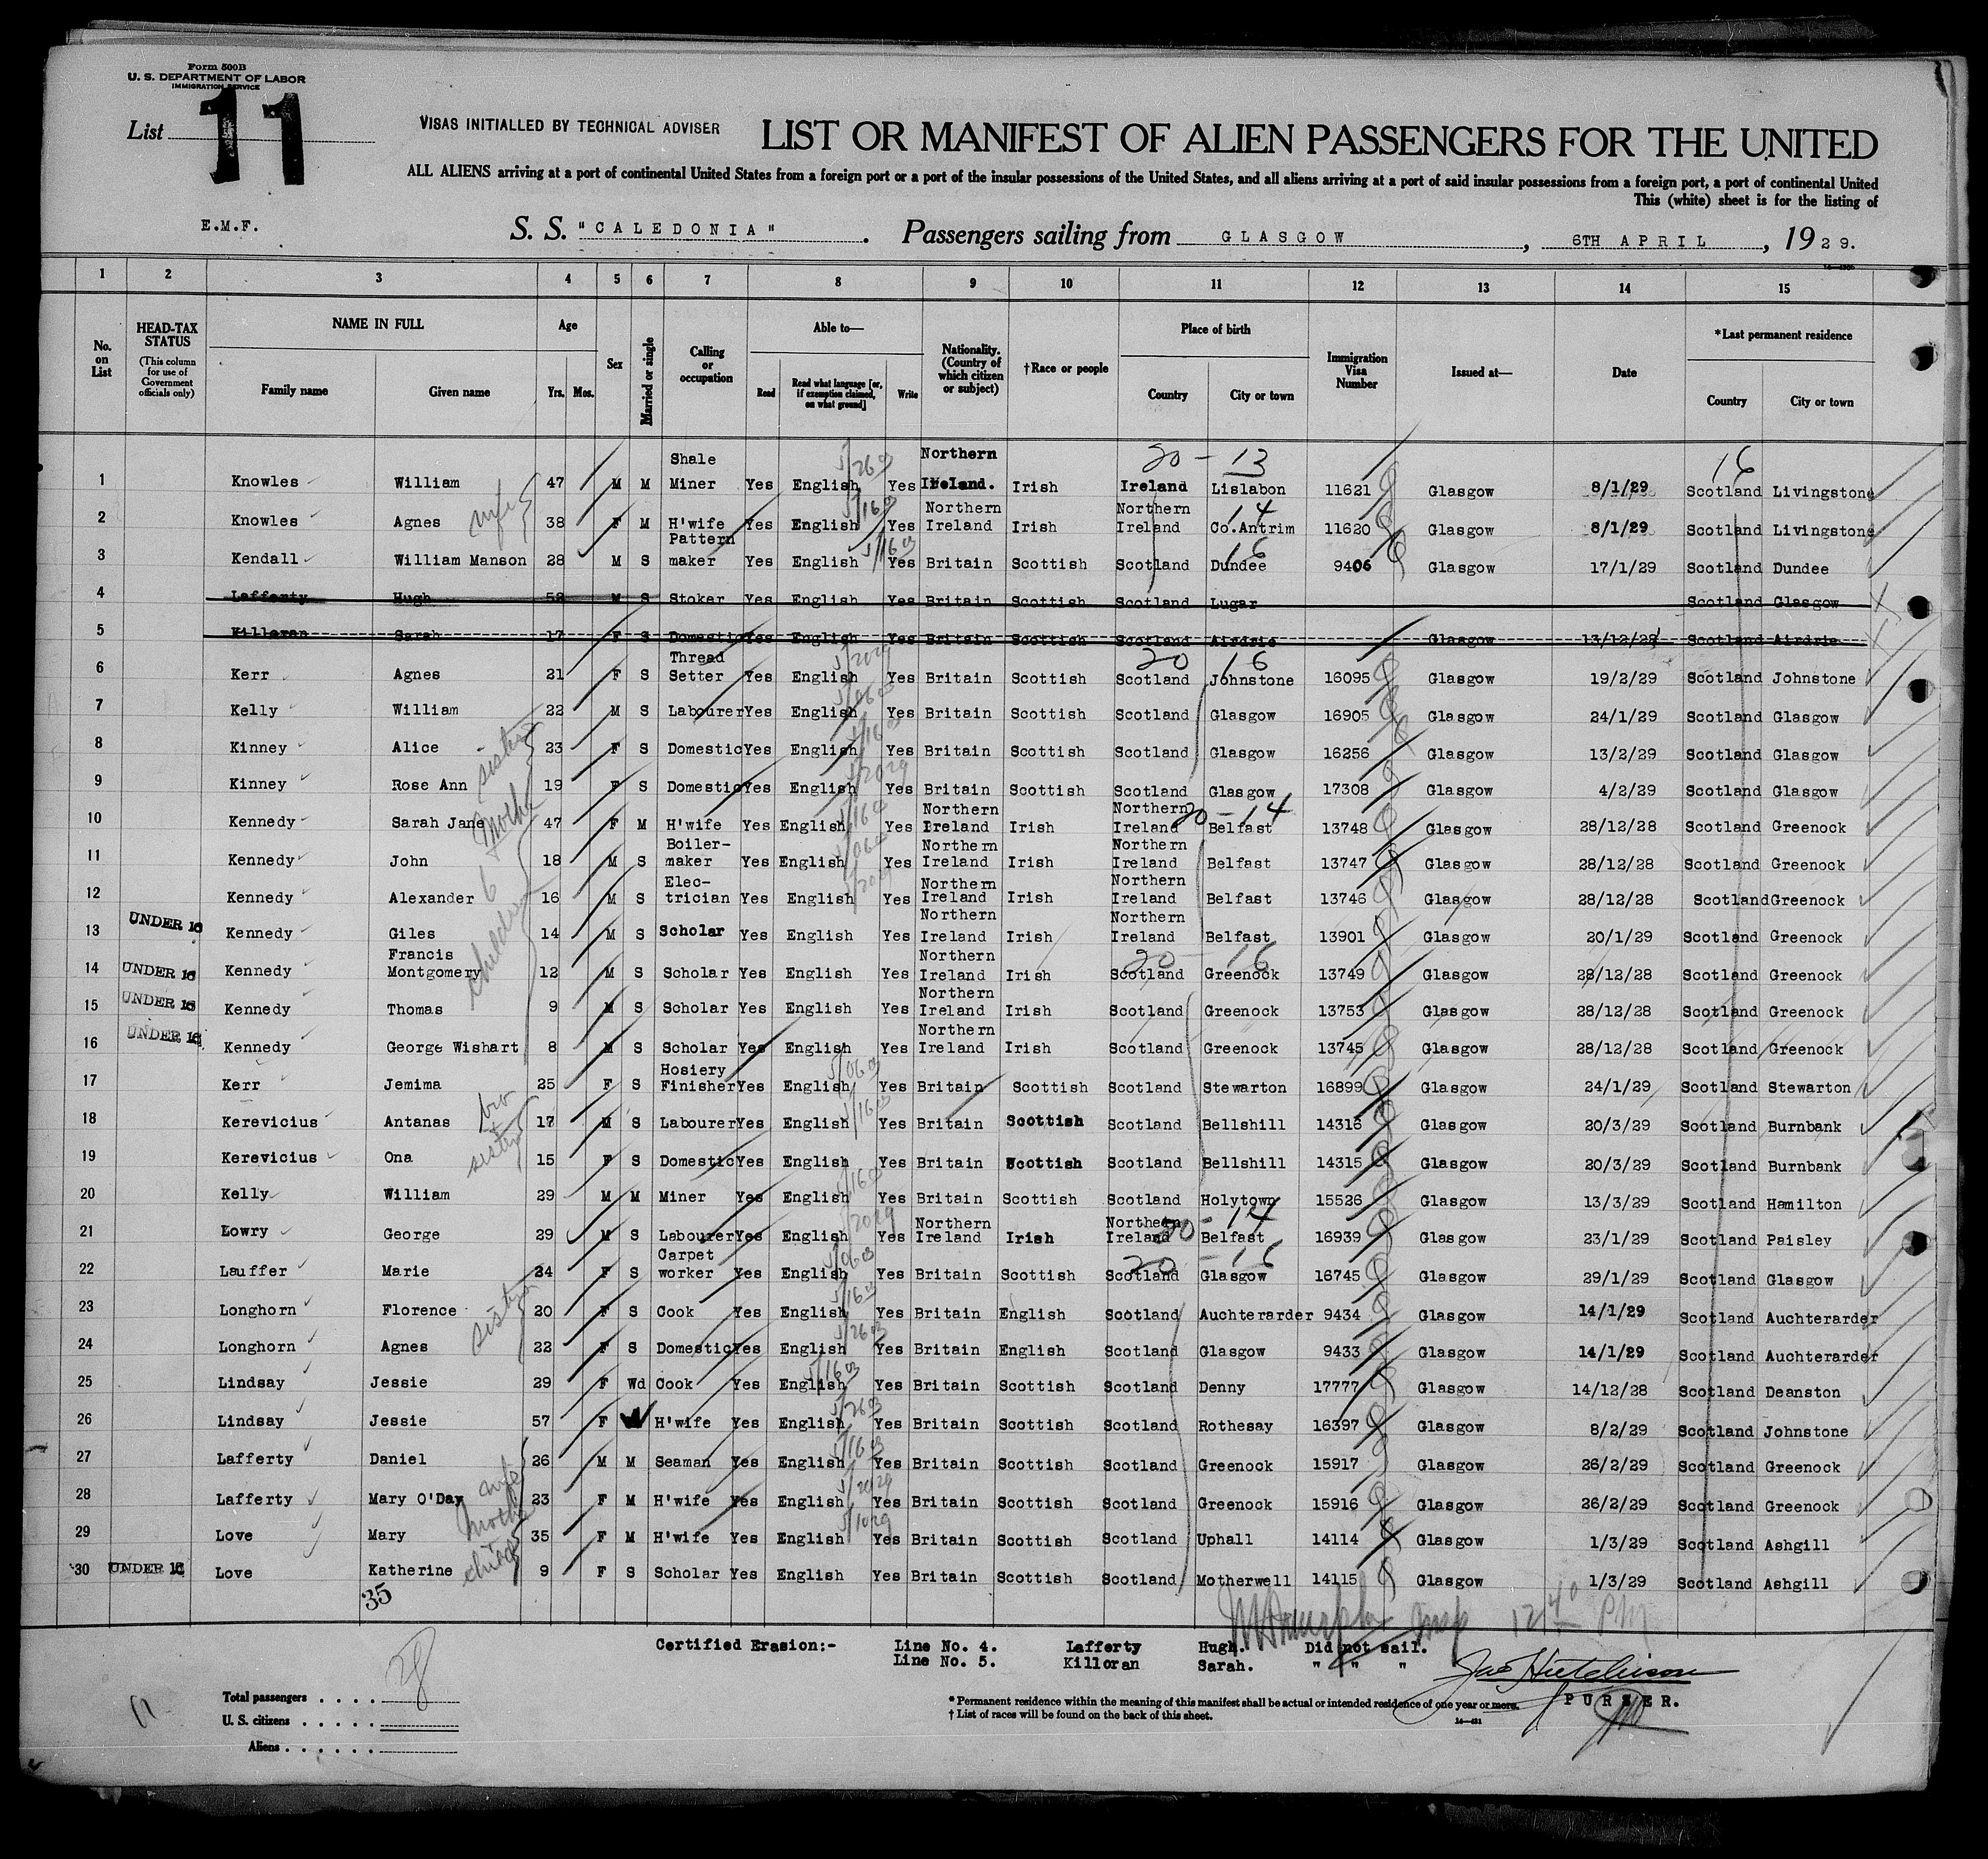 Form 500B
U. S. DEPARTMENT OF LABOR
IMMIGRATION SERVICE
List 11
VISAS INITIALLED BY TECHNICAL ADVISER
LIST OR MANIFEST OF ALIEN PASSENGERS FOR THE UNITED
ALL ALIENS arriving at a port of continental United States from a foreign port or a port of the insular possessions of the United States, and all aliens arriving at a port of said insular possessions from a foreign port, a port of continental United
This (white) sheet is for the listing of
E.M.F.
S. S. "CALEDONIA". Passengers sailing from GLASGOW, 6TH APRIL, 1929.
1 2 3 4 5 6 7 8 9 10 11 12 13 14 15
No. on List
HEAD-TAX STATUS (This column for use of Government officials only)
NAME IN FULL Family name Given name
Age Yrs. Mos.
Sex
Married or single
Calling or occupation
Able to— Read Read what language [or, if exemption claimed, on what ground] Write
Nationality. (Country of which citizen or subject)
†Race or people
Place of birth Country City or town
Immigration Visa Number
Issued at—
Date
*Last permanent residence Country City or town
20 - 13 16
1 Knowles William 47 M M Shale Miner Yes English Yes Northern Ireland. Irish Ireland Lislabon 11621 Glasgow 8/1/29 Scotland Livingstone
wife
2 Knowles Agnes 38 F M H'wife Yes English Yes Northern Ireland Irish Northern Ireland Co.Antrim 11620 Glasgow 8/1/29 Scotland Livingstone
3 Kendall William Manson 28 M S Pattern maker Yes English Yes Britain Scottish Scotland Dundee 9406 Glasgow 17/1/29 Scotland Dundee
4 Lafferty Hugh 58 M S Stoker Yes English Yes Britain Scottish Scotland Lugar Scotland Glasgow
5 Killoran Sarah 17 F S Domestic Yes English Yes Britain Scottish Scotland Airdrie Glasgow 13/12/28 Scotland Airdrie
20 16
6 Kerr Agnes 21 F S Thread Setter Yes English Yes Britain Scottish Scotland Johnstone 16095 Glasgow 19/2/29 Scotland Johnstone
7 Kelly William 22 M S Labourer Yes English Yes Britain Scottish Scotland Glasgow 16905 Glasgow 24/1/29 Scotland Glasgow
sisters
8 Kinney Alice 23 F S Domestic Yes English Yes Britain Scottish Scotland Glasgow 16256 Glasgow 13/2/29 Scotland Glasgow
9 Kinney Rose Ann 19 F S Domestic Yes English Yes Britain Scottish Scotland Glasgow 17308 Glasgow 4/2/29 Scotland Glasgow
mother 20 - 14
10 Kennedy Sarah Jane 47 F M H'wife Yes English Yes Northern Ireland Irish Northern Ireland Belfast 13748 Glasgow 28/12/28 Scotland Greenock
6 children
11 Kennedy John 18 M S Boiler-maker Yes English Yes Northern Ireland Irish Northern Ireland Belfast 13747 Glasgow 28/12/28 Scotland Greenock
12 Kennedy Alexander 16 M S Elec-trician Yes English Yes Northern Ireland Irish Northern Ireland Belfast 13746 Glasgow 28/12/28 Scotland Greenock
13 UNDER 16 Kennedy Giles 14 M S Scholar Yes English Yes Northern Ireland Irish Northern Ireland Belfast 13901 Glasgow 20/1/29 Scotland Greenock
20 - 16
14 UNDER 16 Kennedy Francis Montgomery 12 M S Scholar Yes English Yes Northern Ireland Irish Scotland Greenock 13749 Glasgow 28/12/28 Scotland Greenock
15 UNDER 16 Kennedy Thomas 9 M S Scholar Yes English Yes Northern Ireland Irish Scotland Greenock 13753 Glasgow 28/12/28 Scotland Greenock
16 UNDER 16 Kennedy George Wishart 8 M S Scholar Yes English Yes Northern Ireland Irish Scotland Greenock 13745 Glasgow 28/12/28 Scotland Greenock
17 Kerr Jemima 25 F S Hosiery Finisher Yes English Yes Britain Scottish Scotland Stewarton 16899 Glasgow 24/1/29 Scotland Stewarton
bro
18 Kerevicius Antanas 17 M S Labourer Yes English Yes Britain Scottish Scotland Bellshill 14316 Glasgow 20/3/29 Scotland Burnbank
sister
19 Kerevicius Ona 15 F S Domestic Yes English Yes Britain Scottish Scotland Bellshill 14315 Glasgow 20/3/29 Scotland Burnbank
20 Kelly William 29 M M Miner Yes English Yes Britain Scottish Scotland Holytown 15526 Glasgow 13/3/29 Scotland Hamilton
20 - 14
21 Lowry George 29 M S Labourer Yes English Yes Northern Ireland Irish Northern Ireland Belfast 16939 Glasgow 23/1/29 Scotland Paisley
20 - 16
22 Lauffer Marie 24 F S Carpet worker Yes English Yes Britain Scottish Scotland Glasgow 16745 Glasgow 29/1/29 Scotland Glasgow
sisters
23 Longhorn Florence 20 F S Cook Yes English Yes Britain English Scotland Auchterarder 9434 Glasgow 14/1/29 Scotland Auchterarder
24 Longhorn Agnes 22 F S Domestic Yes English Yes Britain English Scotland Glasgow 9433 Glasgow 14/1/29 Scotland Auchterarder
25 Lindsay Jessie 29 F Wd Cook Yes English Yes Britain Scottish Scotland Denny 17777 Glasgow 14/12/28 Scotland Deanston
26 Lindsay Jessie 57 F W H'wife Yes English Yes Britain Scottish Scotland Rothesay 16397 Glasgow 8/2/29 Scotland Johnstone
27 Lafferty Daniel 26 M M Seaman Yes English Yes Britain Scottish Scotland Greenock 15917 Glasgow 26/2/29 Scotland Greenock
wife
28 Lafferty Mary O'Day 23 F M H'wife Yes English Yes Britain Scottish Scotland Greenock 15916 Glasgow 26/2/29 Scotland Greenock
mother
29 Love Mary 35 F M H'wife Yes English Yes Britain Scottish Scotland Uphall 14114 Glasgow 1/3/29 Scotland Ashgill
child
30 UNDER 16 Love Katherine 9 F S Scholar Yes English Yes Britain Scottish Scotland Motherwell 14115 Glasgow 1/3/29 Scotland Ashgill
35
12 40 PM
Certified Erasion:- Line No. 4. Lafferty Hugh. Did not sail.
Line No. 5. Killoran Sarah. " " "
Jas Hutchison
PURSER.
Total passengers . . . . 28
U. S. citizens . . . . .
Aliens . . . . . .
11
* Permanent residence within the meaning of this manifest shall be actual or intended residence of one year or more.
† List of races will be found on the back of this sheet.